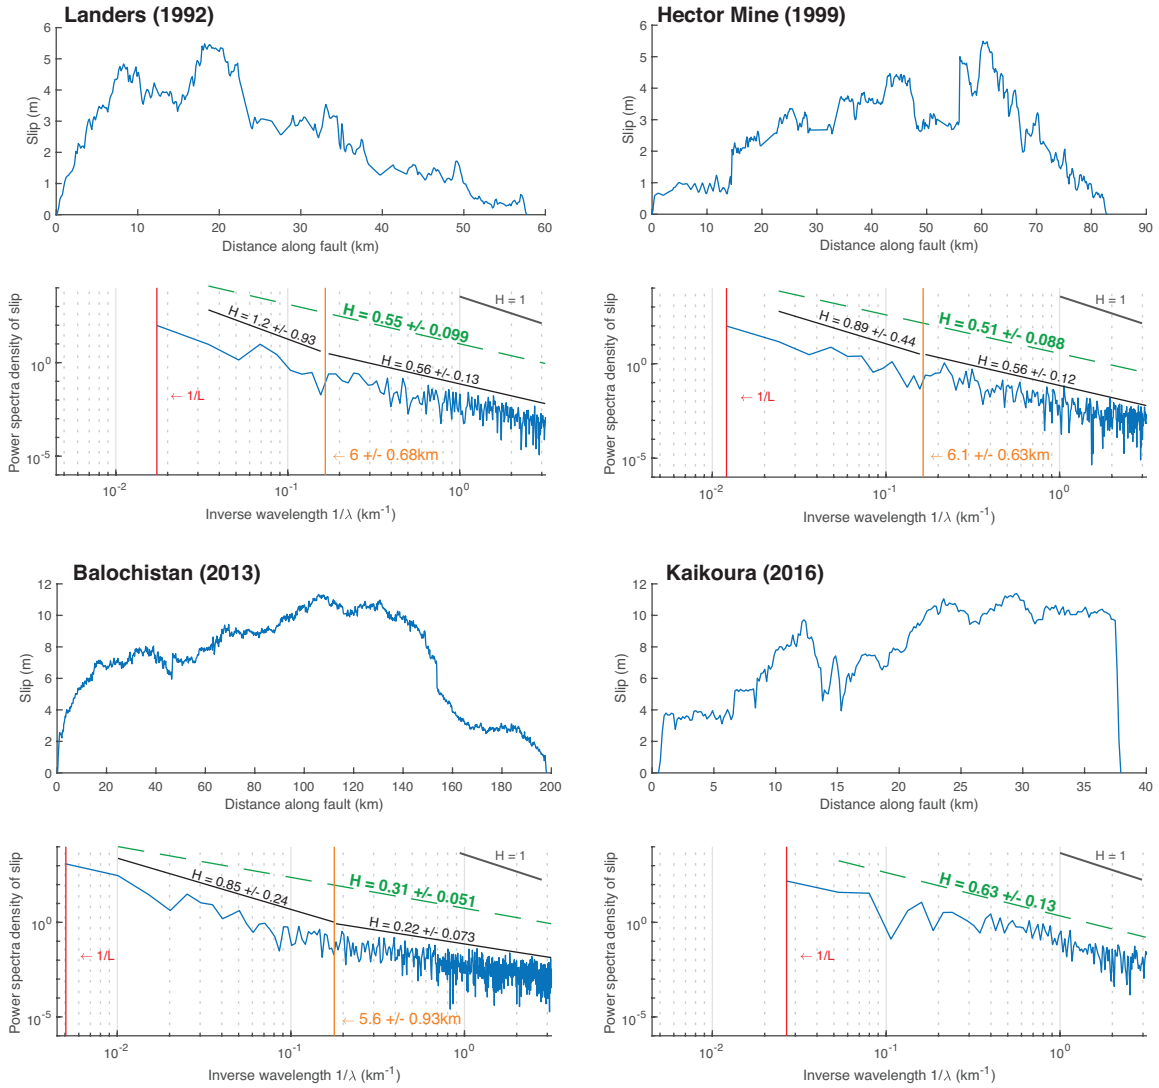 Landers (1992)
Slip (m)
6
5
4
3
2
1
0
0 10 20 30 40 50 60
Distance along fault (km)
Hector Mine (1999)
Slip (m)
6
5
4
3
2
1
0
0 10 20 30 40 50 60 70 80 90
Distance along fault (km)
Power spectra density of slip
10^0
10^-5
H = 1.2 +/- 0.93
H = 0.55 +/- 0.099
H = 0.56 +/- 0.13
H = 1
← 1/L
← 6 +/- 0.68km
10^-2 10^-1 10^0
Inverse wavelength 1/λ (km^-1)
Power spectra density of slip
10^0
10^-5
H = 0.89 +/- 0.44
H = 0.51 +/- 0.088
H = 0.56 +/- 0.12
H = 1
← 1/L
← 6.1 +/- 0.63km
10^-2 10^-1 10^0
Inverse wavelength 1/λ (km^-1)
Balochistan (2013)
Slip (m)
12
10
8
6
4
2
0
0 20 40 60 80 100 120 140 160 180 200
Distance along fault (km)
Kaikoura (2016)
Slip (m)
12
10
8
6
4
2
0
0 5 10 15 20 25 30 35 40
Distance along fault (km)
Power spectra density of slip
10^0
10^-5
H = 0.85 +/- 0.24
H = 0.31 +/- 0.051
H = 0.22 +/- 0.073
H = 1
← 1/L
← 5.6 +/- 0.93km
10^-2 10^-1 10^0
Inverse wavelength 1/λ (km^-1)
Power spectra density of slip
10^0
10^-5
H = 0.63 +/- 0.13
H = 1
← 1/L
10^-2 10^-1 10^0
Inverse wavelength 1/λ (km^-1)